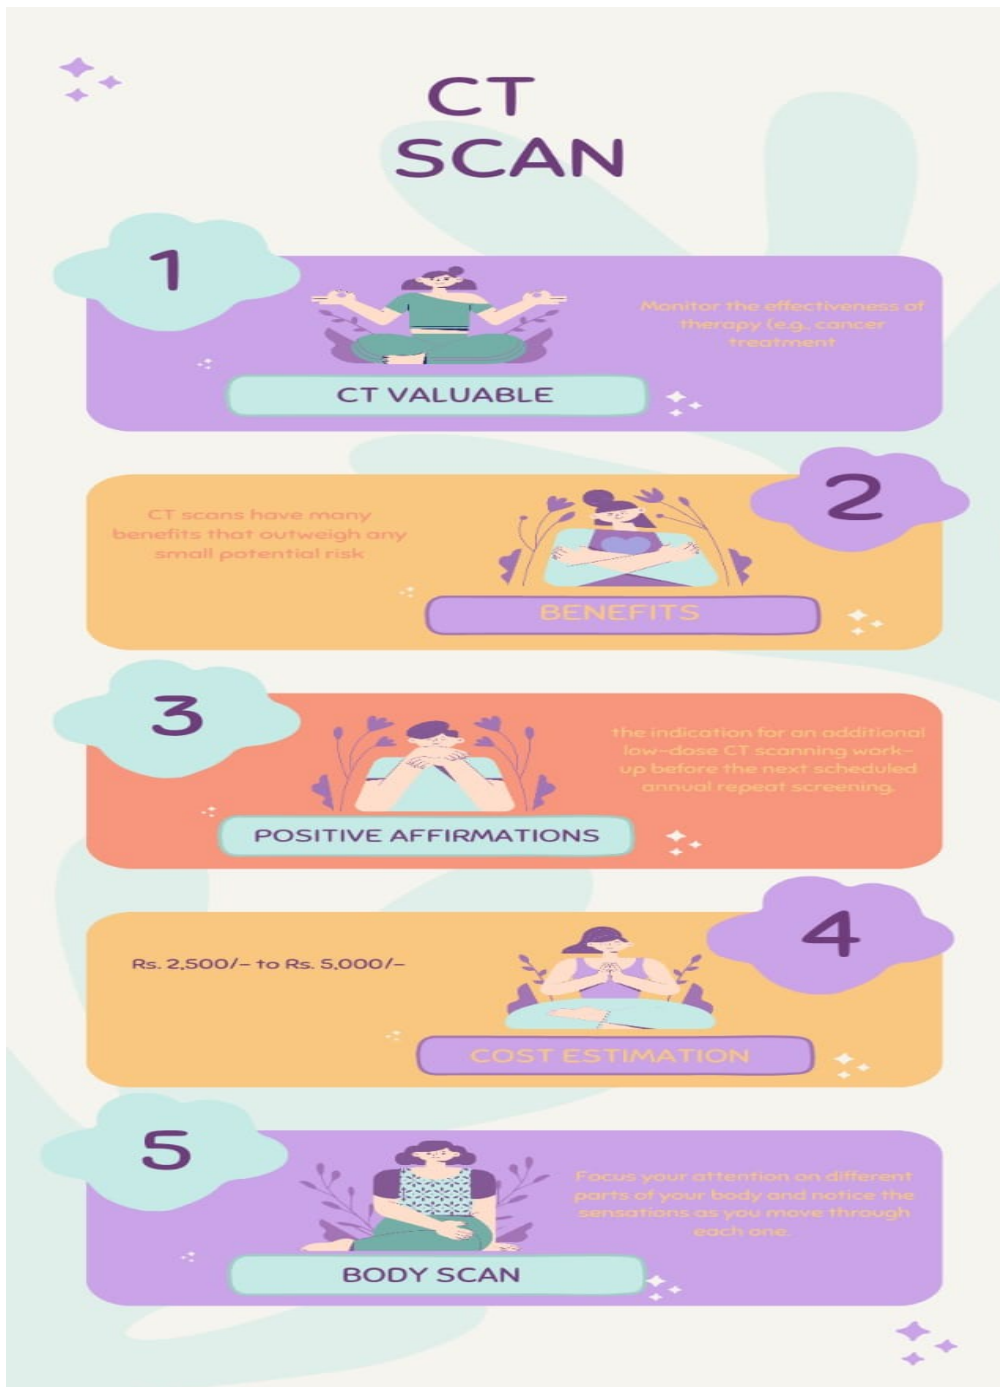 CT
SCAN
1
Monitor the effectiveness of
therapy (e.g., cancer
treatment
CT VALUABLE
2
CT scans have many
benefits that outweigh any
small potential risk
BENEFITS
3
the indication for an additional
low-dose CT scanning work-
up before the next scheduled
annual repeat screening.
POSITIVE AFFIRMATIONS
4
Rs. 2,500/- to Rs. 5,000/-
COST ESTIMATION
5
Focus your attention on different
parts of your body and notice the
sensations as you move through
each one.
BODY SCAN